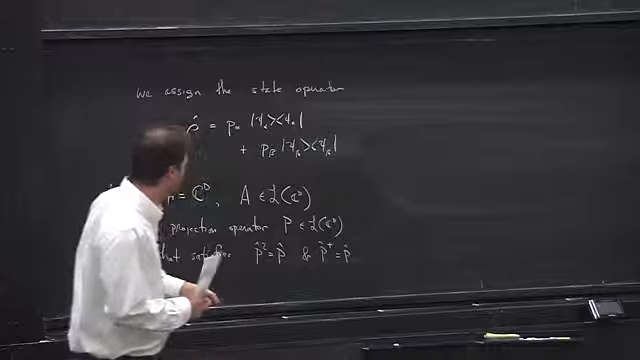 we assign the state operator
ρ̂ = pα |ψα><ψα|
+ pβ |ψβ><ψβ|
= ℂᴰ, A ∈ ℒ(ℂᴰ)
projection operator P ∈ ℒ(ℂᴰ)
that satisfies P̂² = P̂ & P̂† = P̂